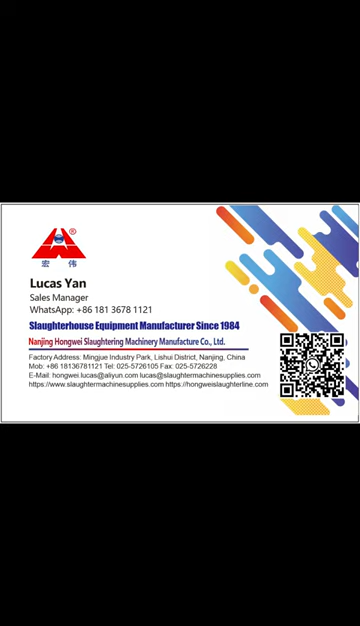 ®
宏 伟
Lucas Yan
Sales Manager
WhatsApp: +86 181 3678 1121
Slaughterhouse Equipment Manufacturer Since 1984
Nanjing Hongwei Slaughtering Machinery Manufacture Co., Ltd.
Factory Address: Mingjue Industry Park, Lishui District, Nanjing, China
Mob: +86 18136781121 Tel: 025-5726105 Fax: 025-5726228
E-Mail: hongwei.lucas@aliyun.com lucas@slaughtermachinesupplies.com
https://www.slaughtermachinesupplies.com https://hongweislaughterline.com